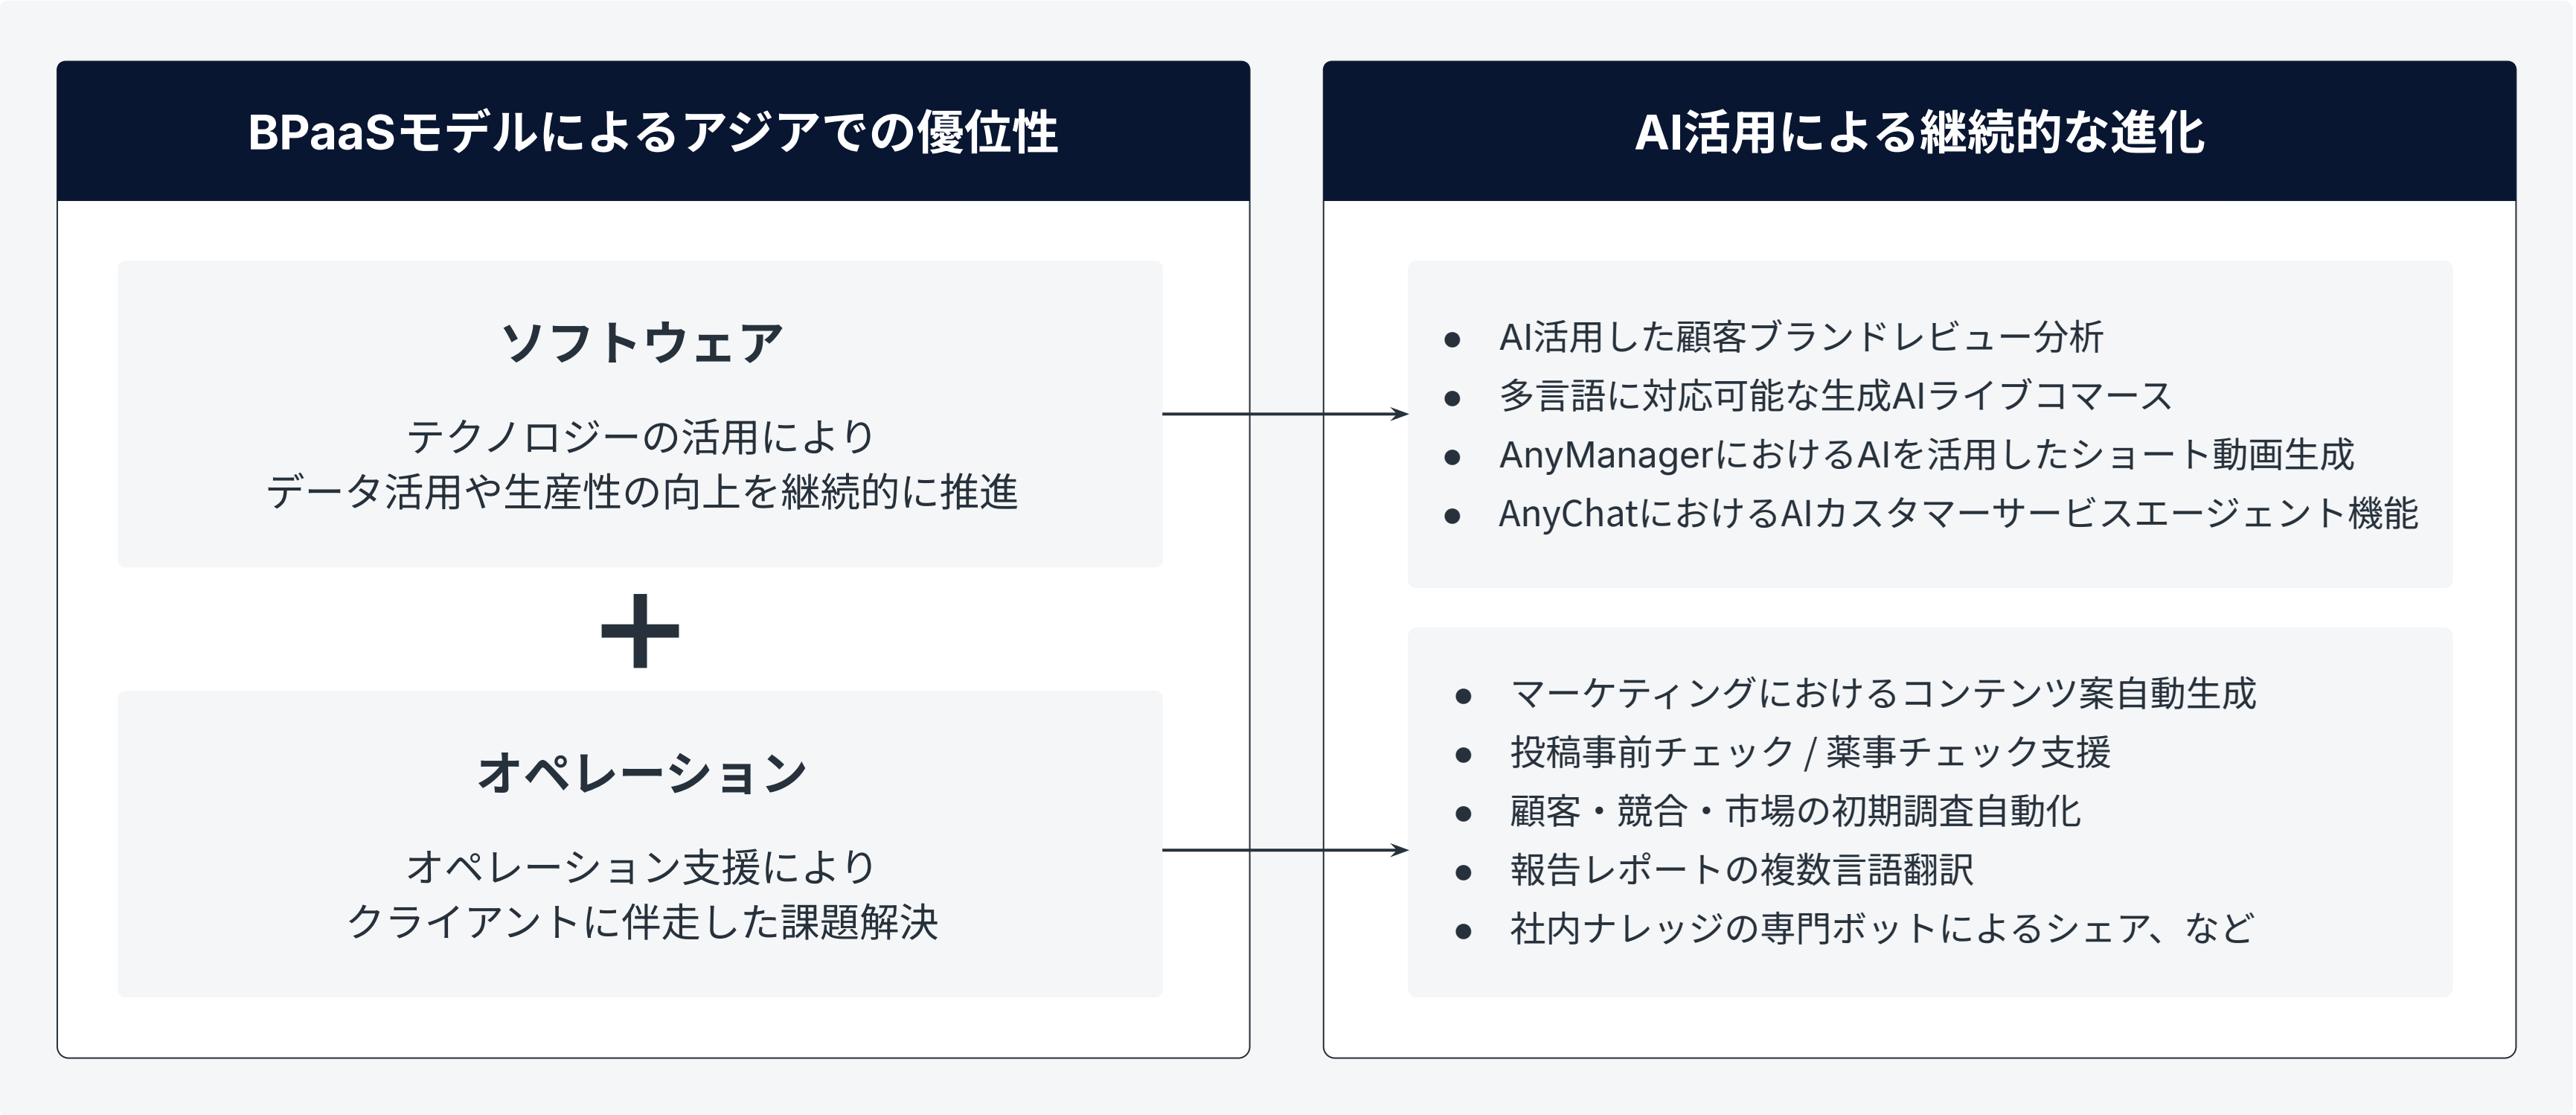 BPaaSモデルによるアジアでの優位性
ソフトウェア
テクノロジーの活用により
データ活用や生産性の向上を継続的に推進
+
オペレーション
オペレーション支援により
クライアントに伴走した課題解決
AI活用による継続的な進化
● AI活用した顧客ブランドレビュー分析
● 多言語に対応可能な生成AIライブコマース
● AnyManagerにおけるAIを活用したショート動画生成
● AnyChatにおけるAIカスタマーサービスエージェント機能
● マーケティングにおけるコンテンツ案自動生成
● 投稿事前チェック / 薬事チェック支援
● 顧客・競合・市場の初期調査自動化
● 報告レポートの複数言語翻訳
● 社内ナレッジの専門ボットによるシェア、など